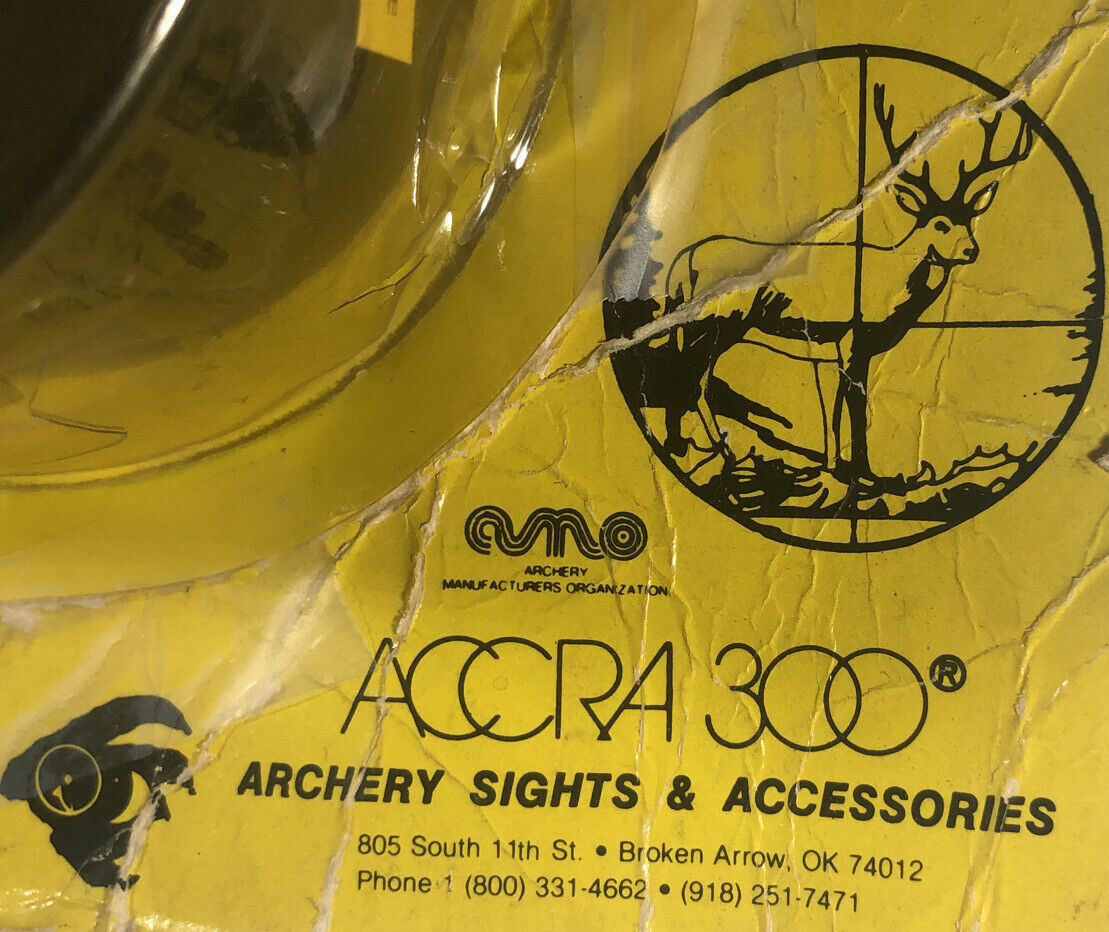 amo
ARCHERY
MANUFACTURERS ORGANIZATION
ACCRA 300®
ARCHERY SIGHTS & ACCESSORIES
805 South 11th St. • Broken Arrow, OK 74012
Phone 1 (800) 331-4662 • (918) 251-7471